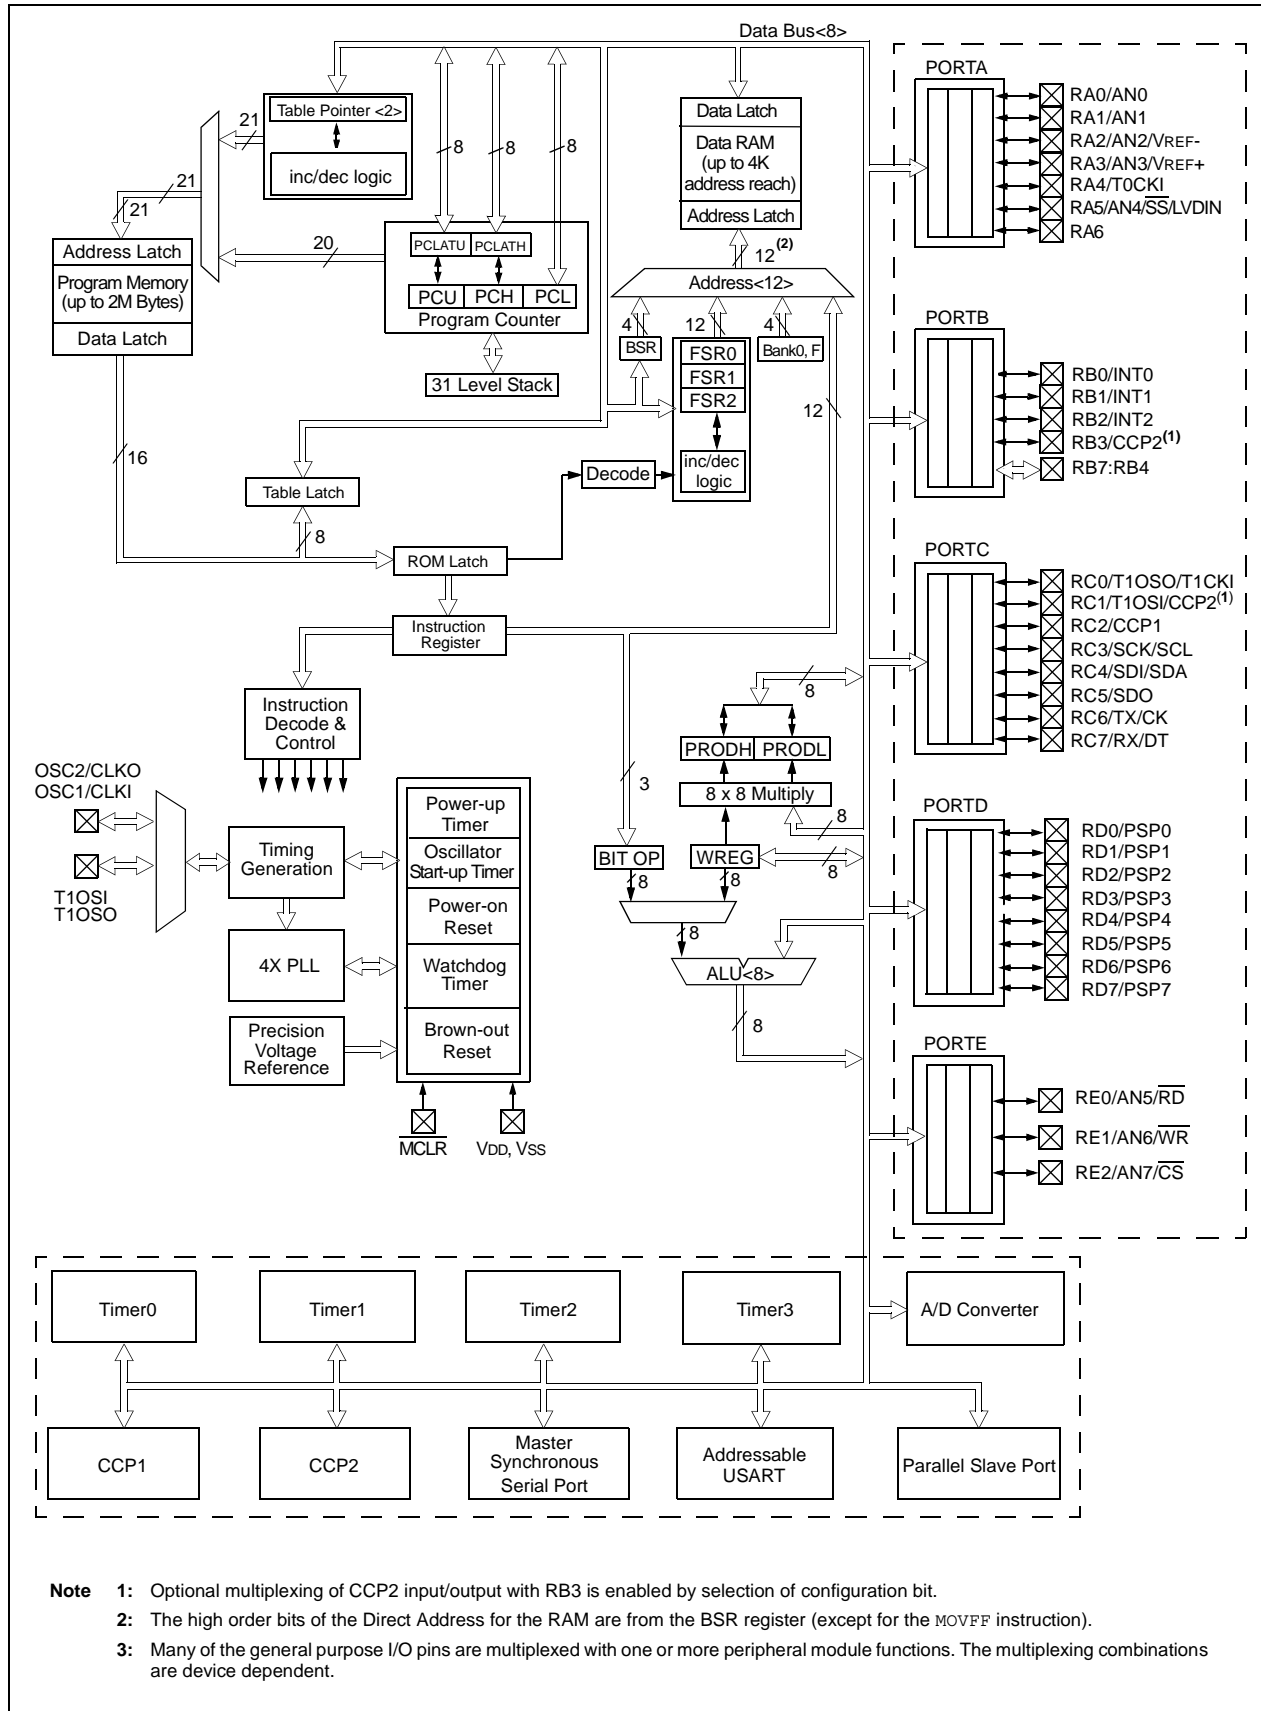 Data Bus<8>
PORTA
Table Pointer <2>
21
inc/dec logic
8
8
8
Data Latch
Data RAM
(up to 4K
address reach)
Address Latch
RA0/AN0
RA1/AN1
RA2/AN2/VREF-
RA3/AN3/VREF+
RA4/T0CKI
RA5/AN4/SS/LVDIN
RA6
21
21
Address Latch
Program Memory
(up to 2M Bytes)
Data Latch
20
PCLATU
PCLATH
PCU
PCH
PCL
Program Counter
12(2)
Address<12>
4
12
4
BSR
FSR0
FSR1
FSR2
Bank0, F
31 Level Stack
12
inc/dec
logic
PORTB
RB0/INT0
RB1/INT1
RB2/INT2
RB3/CCP2(1)
RB7:RB4
16
Decode
Table Latch
8
ROM Latch
Instruction
Register
PORTC
RC0/T1OSO/T1CKI
RC1/T1OSI/CCP2(1)
RC2/CCP1
RC3/SCK/SCL
RC4/SDI/SDA
RC5/SDO
RC6/TX/CK
RC7/RX/DT
Instruction
Decode &
Control
8
PRODH
PRODL
8 x 8 Multiply
3
8
BIT OP
WREG
8
8
8
8
ALU<8>
8
OSC2/CLKO
OSC1/CLKI
T1OSI
T1OSO
Timing
Generation
4X PLL
Precision
Voltage
Reference
Power-up
Timer
Oscillator
Start-up Timer
Power-on
Reset
Watchdog
Timer
Brown-out
Reset
MCLR
VDD, VSS
PORTD
RD0/PSP0
RD1/PSP1
RD2/PSP2
RD3/PSP3
RD4/PSP4
RD5/PSP5
RD6/PSP6
RD7/PSP7
PORTE
RE0/AN5/RD
RE1/AN6/WR
RE2/AN7/CS
Timer0
Timer1
Timer2
Timer3
A/D Converter
CCP1
CCP2
Master
Synchronous
Serial Port
Addressable
USART
Parallel Slave Port
Note 1: Optional multiplexing of CCP2 input/output with RB3 is enabled by selection of configuration bit.
2: The high order bits of the Direct Address for the RAM are from the BSR register (except for the MOVFF instruction).
3: Many of the general purpose I/O pins are multiplexed with one or more peripheral module functions. The multiplexing combinations
are device dependent.